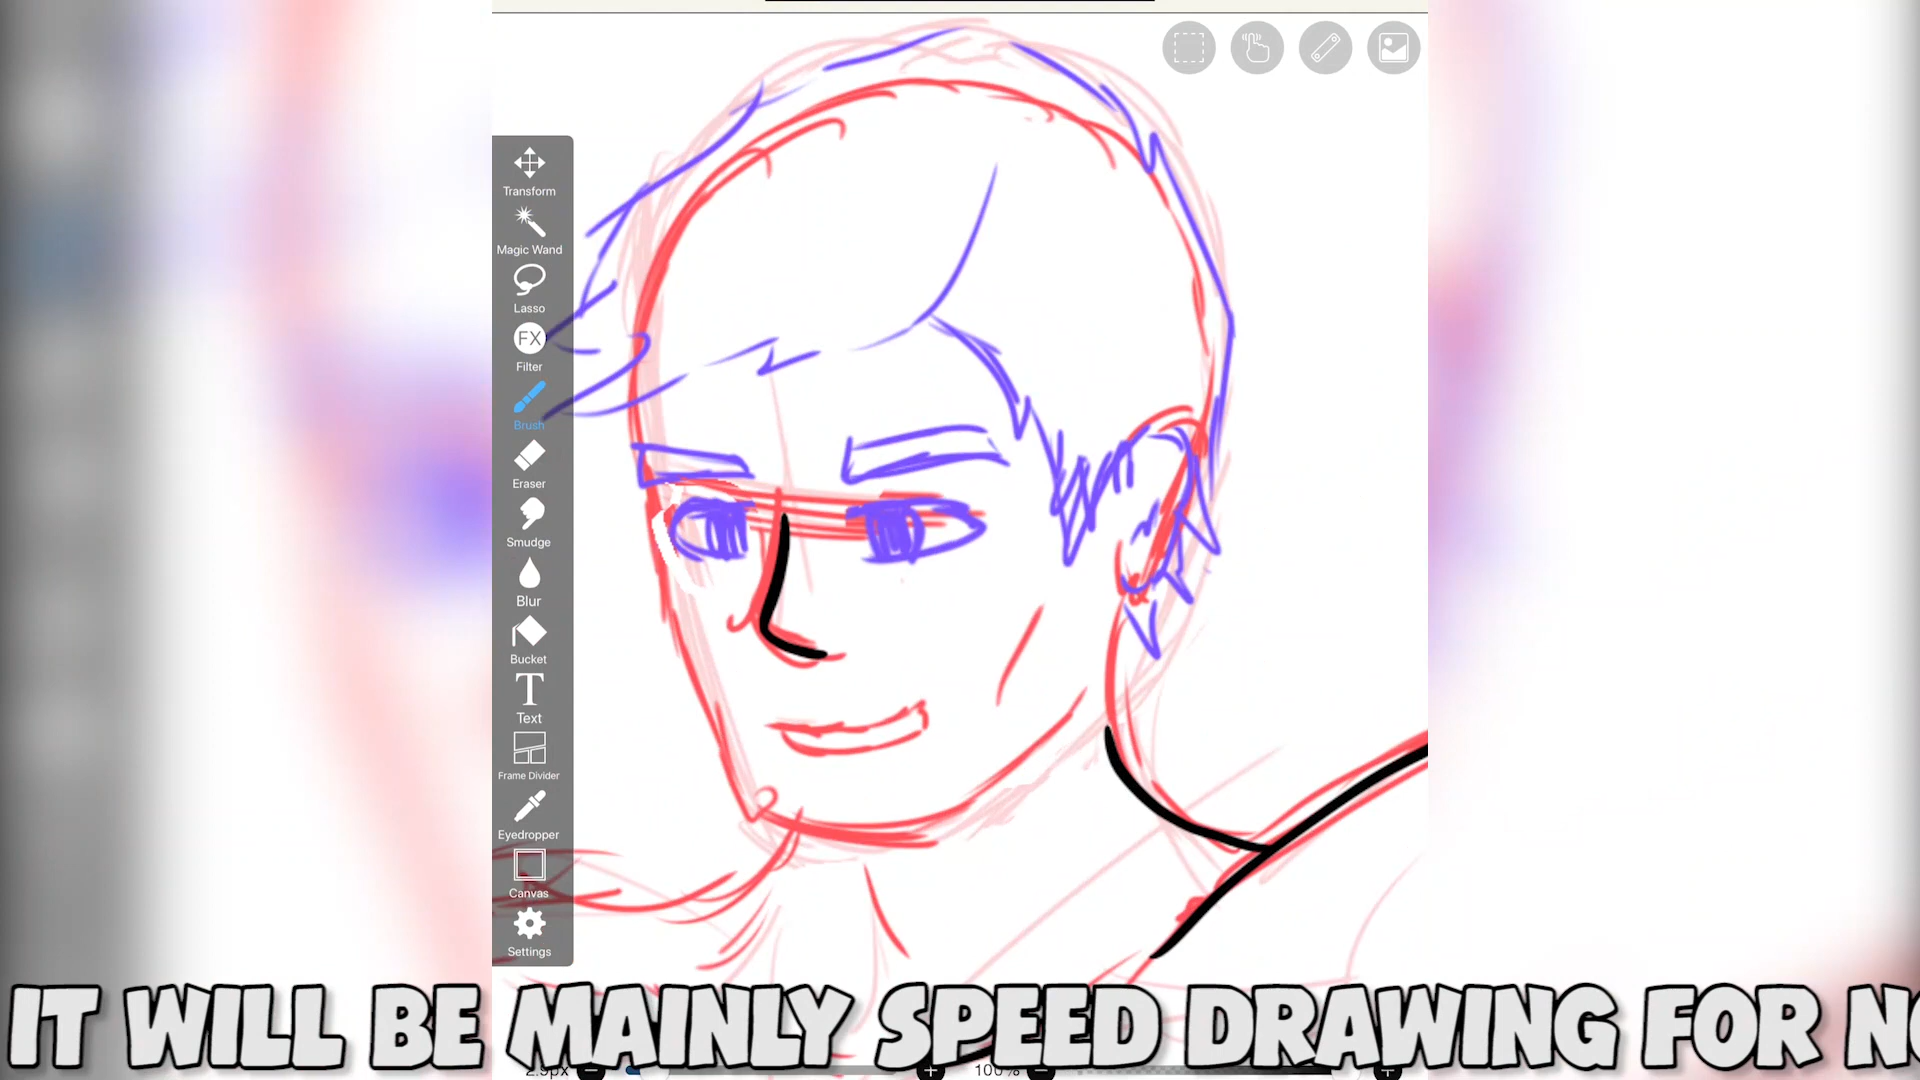 Transform
Magic Wand
Lasso
FX
Filter
Brush
Eraser
Smudge
Blur
Bucket
T
Text
Frame Divider
Eyedropper
Canvas
Settings
IT WILL BE MAINLY SPEED DRAWING FOR
100%